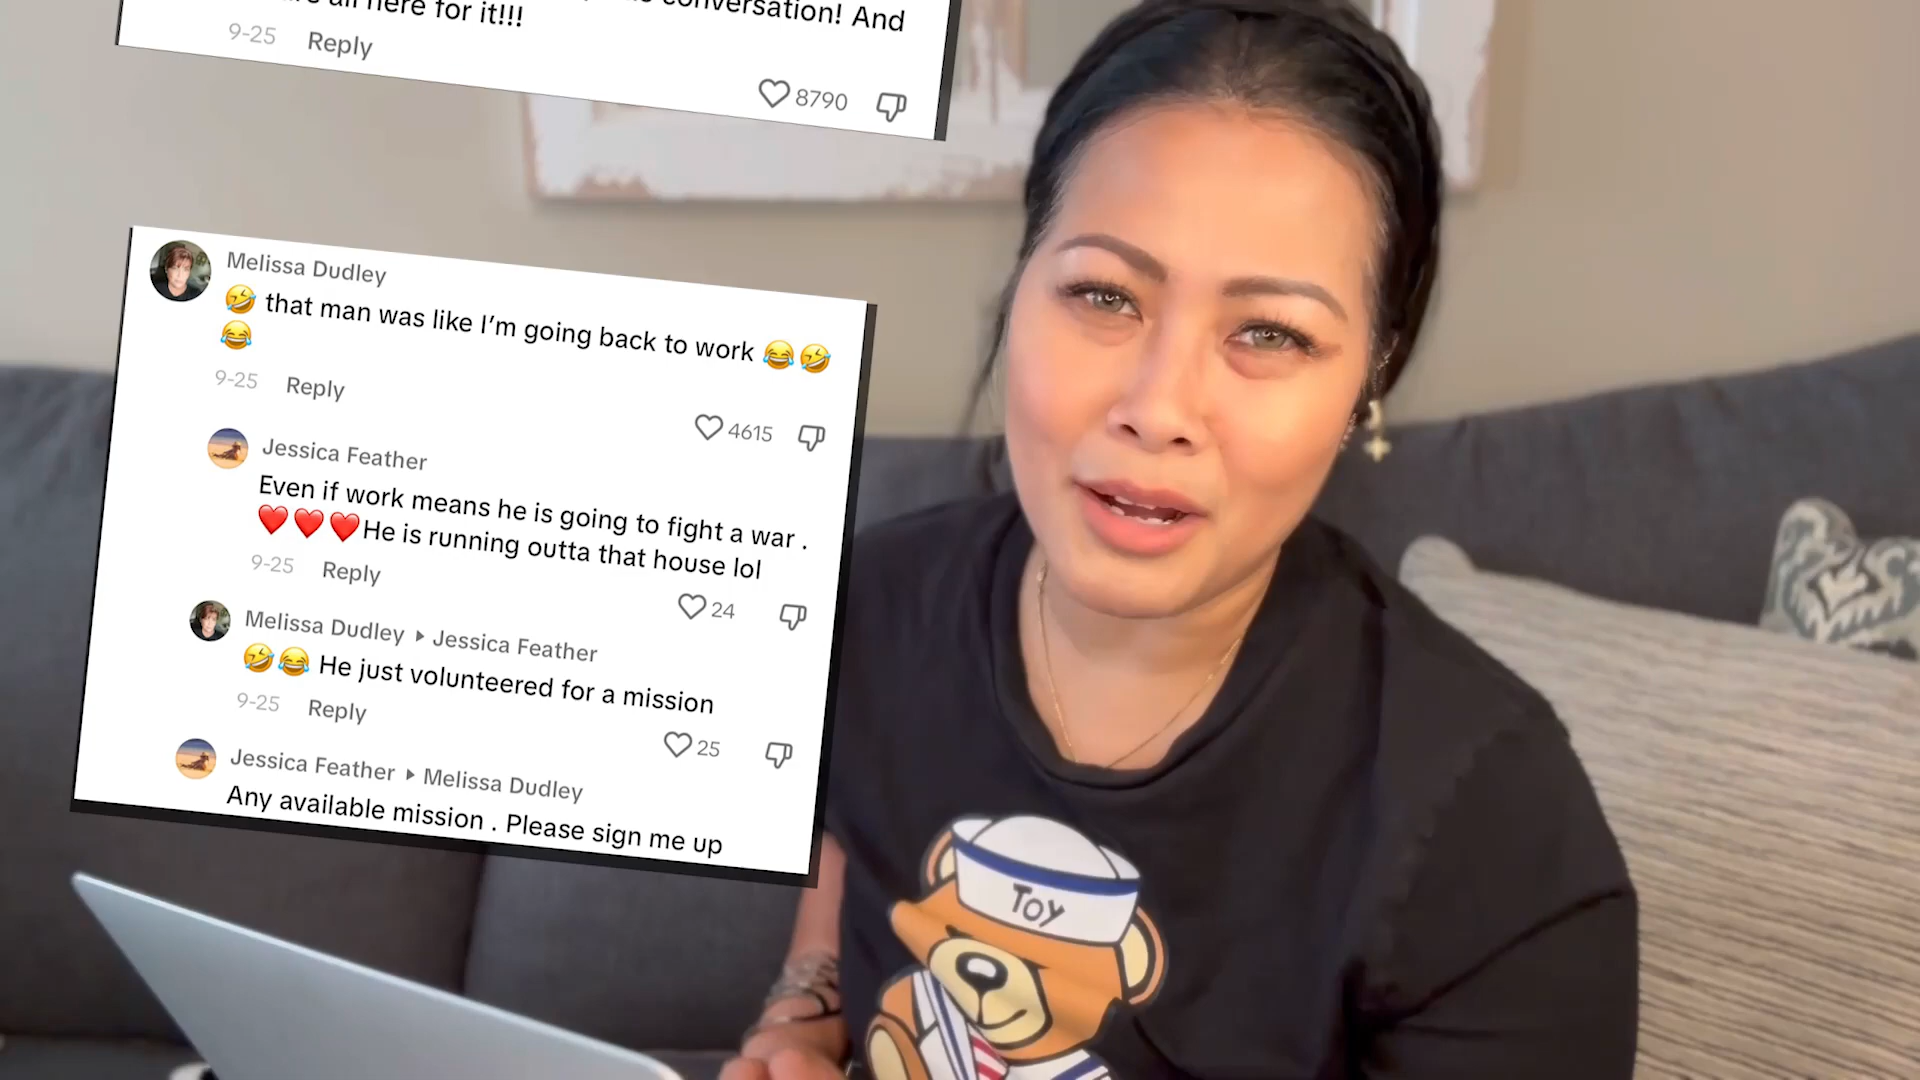 conversation! And
all here for it!!!
9-25 Reply
8790
Melissa Dudley
🤣 that man was like I’m going back to work 😂🤣
😂
9-25 Reply
4615
Jessica Feather
Even if work means he is going to fight a war .
❤️❤️❤️He is running outta that house lol
9-25 Reply
24
Melissa Dudley ▸ Jessica Feather
🤣😂 He just volunteered for a mission
9-25 Reply
25
Jessica Feather ▸ Melissa Dudley
Any available mission . Please sign me up
TOY